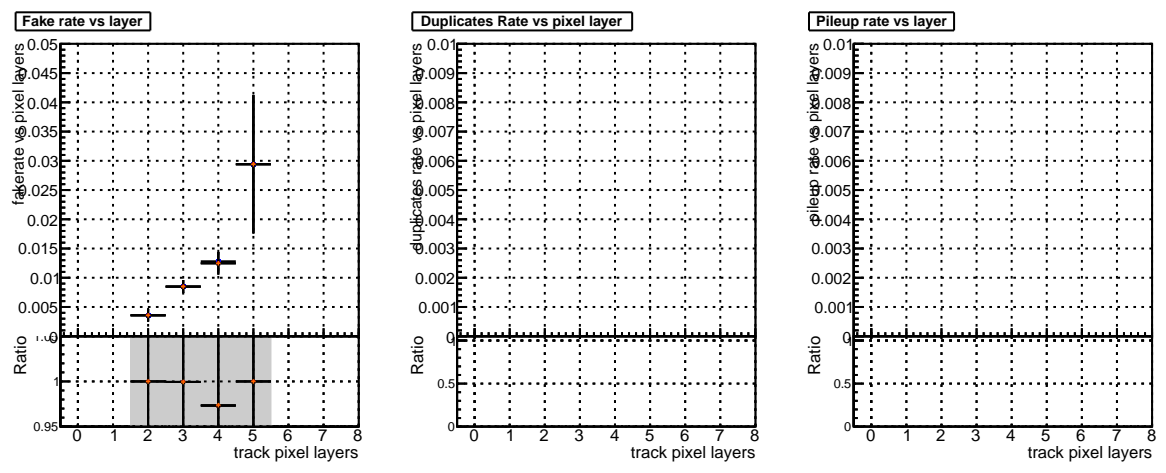 Fake rate vs layer
fakerate vs pixel layers
0.05
0.045
0.04
0.035
0.03
0.025
0.02
0.015
0.01
0.005
0
Ratio
1
0.95
0 1 2 3 4 5 6 7 8
track pixel layers
Duplicates Rate vs pixel layer
duplicates rate vs pixel layers
0.01
0.009
0.008
0.007
0.006
0.005
0.004
0.003
0.002
0.001
0
Ratio
1
0.5
0
0 1 2 3 4 5 6 7 8
track pixel layers
Pileup rate vs layer
pileup rate vs pixel layers
0.01
0.009
0.008
0.007
0.006
0.005
0.004
0.003
0.002
0.001
0
Ratio
1
0.5
0
0 1 2 3 4 5 6 7 8
track pixel layers